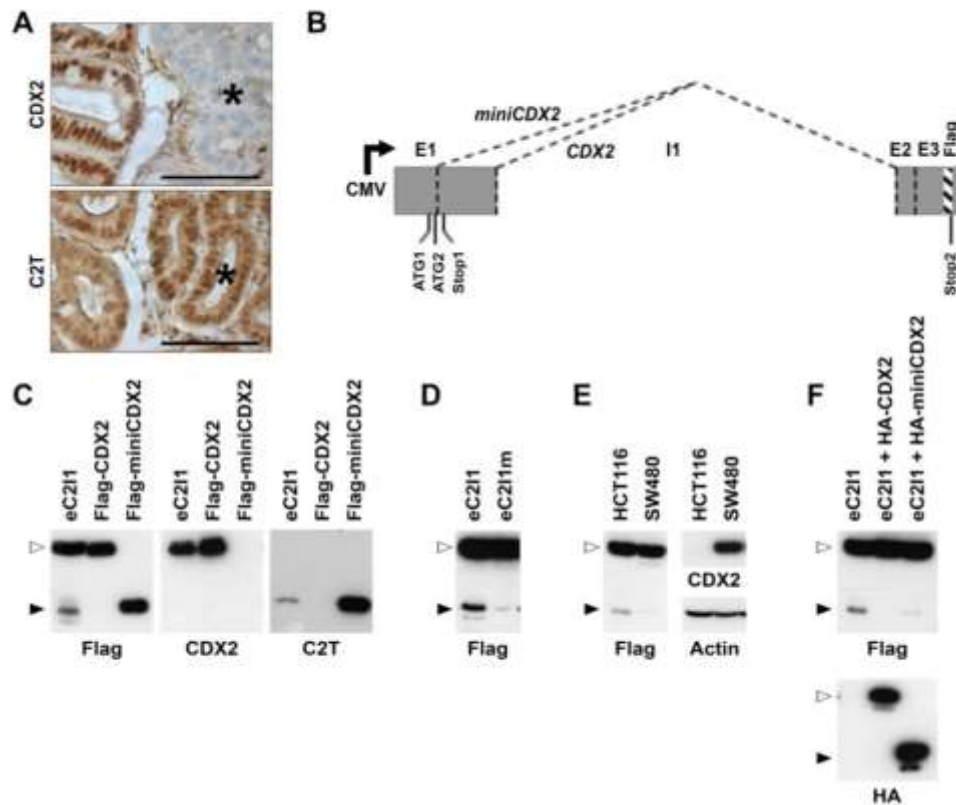 A
CDX2
*
C2T
*
B
miniCDX2
CDX2
CMV
E1
I1
E2
E3
Flag
ATG1
ATG2
Stop1
Stop2
C
eC2I1
Flag-CDX2
Flag-miniCDX2
eC2I1
Flag-CDX2
Flag-miniCDX2
eC2I1
Flag-CDX2
Flag-miniCDX2
Flag
CDX2
C2T
D
eC2I1
eC2I1m
Flag
E
HCT116
SW480
HCT116
SW480
CDX2
Flag
Actin
F
eC2I1
eC2I1 + HA-CDX2
eC2I1 + HA-miniCDX2
Flag
HA